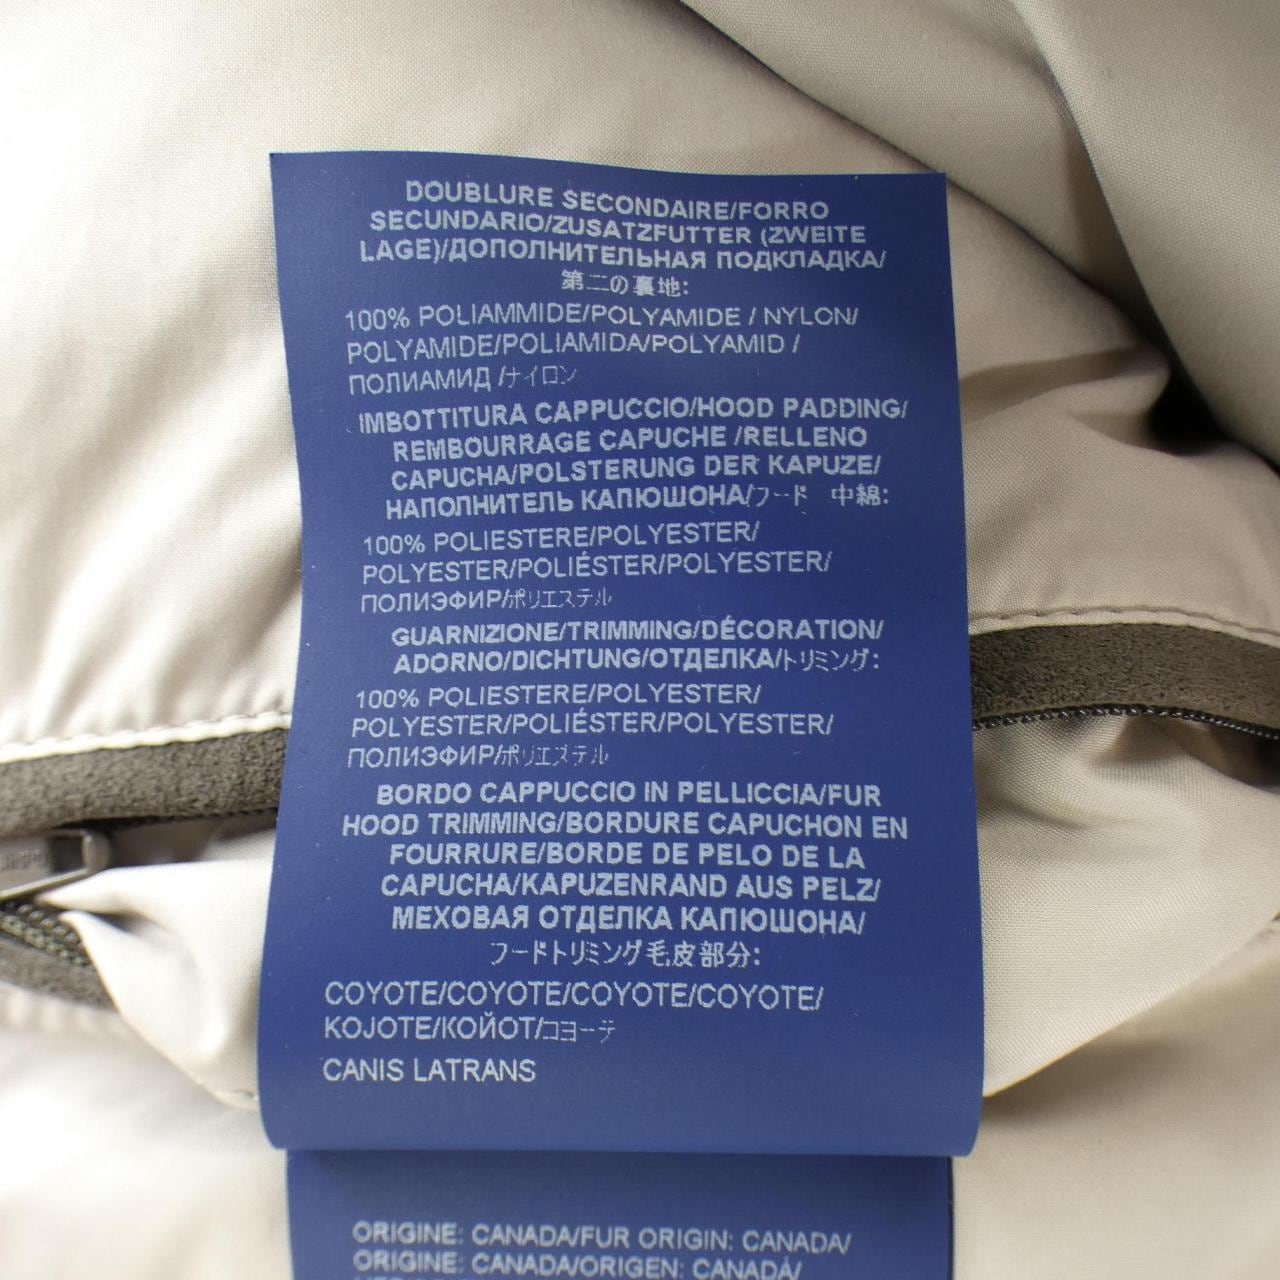 DOUBLURE SECONDAIRE/FORRO
SECUNDARIO/ZUSATZFUTTER (ZWEITE
LAGE)/ДОПОЛНИТЕЛЬНАЯ ПОДКЛАДКА/
第二の裏地:
100% POLIAMMIDE/POLYAMIDE / NYLON/
POLYAMIDE/POLIAMIDA/POLYAMID /
ПОЛИАМИД /ナイロン
IMBOTTITURA CAPPUCCIO/HOOD PADDING/
REMBOURRAGE CAPUCHE /RELLENO
CAPUCHA/POLSTERUNG DER KAPUZE/
НАПОЛНИТЕЛЬ КАПЮШОНА/フード 中綿:
100% POLIESTERE/POLYESTER/
POLYESTER/POLIÉSTER/POLYESTER/
ПОЛИЭФИР/ポリエステル
GUARNIZIONE/TRIMMING/DÉCORATION/
ADORNO/DICHTUNG/ОТДЕЛКА/トリミング:
100% POLIESTERE/POLYESTER/
POLYESTER/POLIÉSTER/POLYESTER/
ПОЛИЭФИР/ポリエステル
BORDO CAPPUCCIO IN PELLICCIA/FUR
HOOD TRIMMING/BORDURE CAPUCHON EN
FOURRURE/BORDE DE PELO DE LA
CAPUCHA/KAPUZENRAND AUS PELZ/
МЕХОВАЯ ОТДЕЛКА КАПЮШОНА/
フードトリミング毛皮部分:
COYOTE/COYOTE/COYOTE/COYOTE/
KOJOTE/КОЙОТ/コヨーテ
CANIS LATRANS
ORIGINE: CANADA/FUR ORIGIN: CANADA/
ORIGINE: CANADA/ORIGEN: CANADÁ/